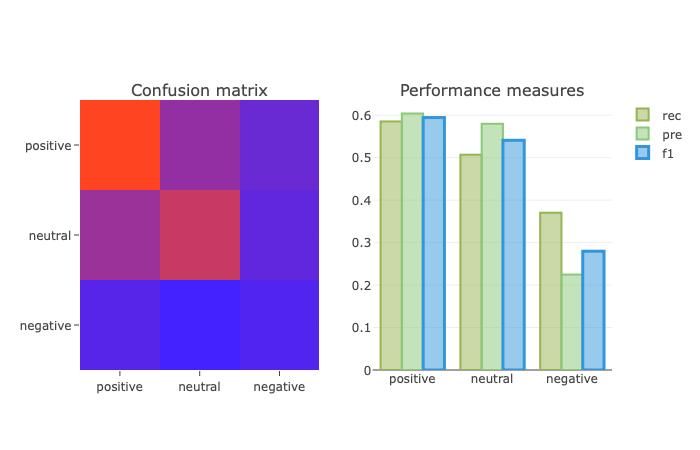 Confusion matrix
positive
neutral
negative
positive
neutral
negative
Performance measures
0.6
0.5
0.4
0.3
0.2
0.1
0
positive
neutral
negative
rec
pre
f1